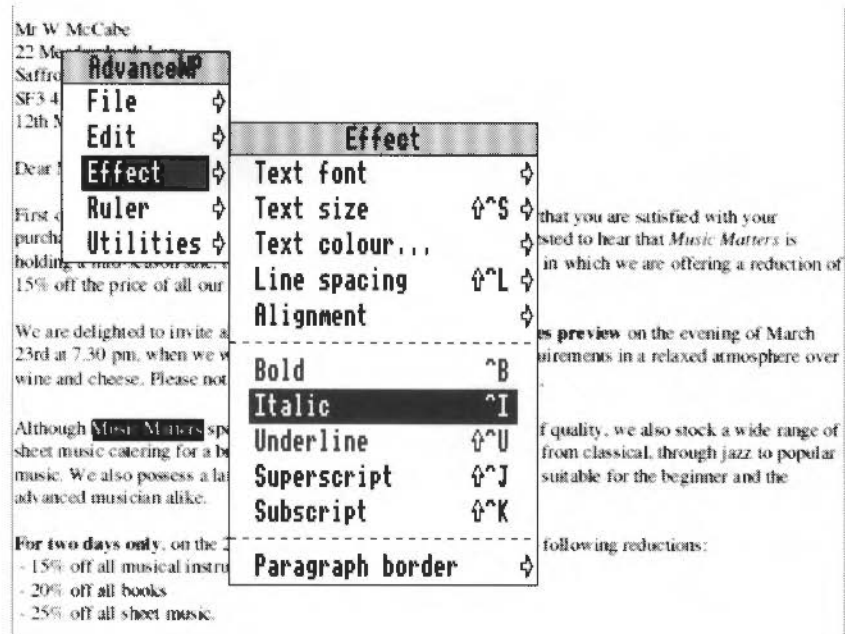 Mr W McCabe
22
Saffro
SF3 4
12th
Dear
AdvanceWP
File
Edit
Effect
Ruler
Utilities
Effect
Text font
Text size ⇧^S
Text colour...
Line spacing ⇧^L
Alignment
Bold ^B
Italic ^I
Underline ⇧^U
Superscript ⇧^J
Subscript ⇧^K
Paragraph border
First that you are satisfied with your
purcha sted to hear that Music Matters is
holding a in which we are offering a reduction of
15% off the price of all our
We are delighted to invite a es preview on the evening of March
23rd at 7.30 pm, when we w uirements in a relaxed atmosphere over
wine and cheese. Please not
Although Music Matters spe f quality, we also stock a wide range of
sheet music catering for a b from classical, through jazz to popular
music. We also possess a la suitable for the beginner and the
advanced musician alike.
For two days only, on the 2 following reductions:
- 15% off all musical instru
- 20% off all books
- 25% off all sheet music.